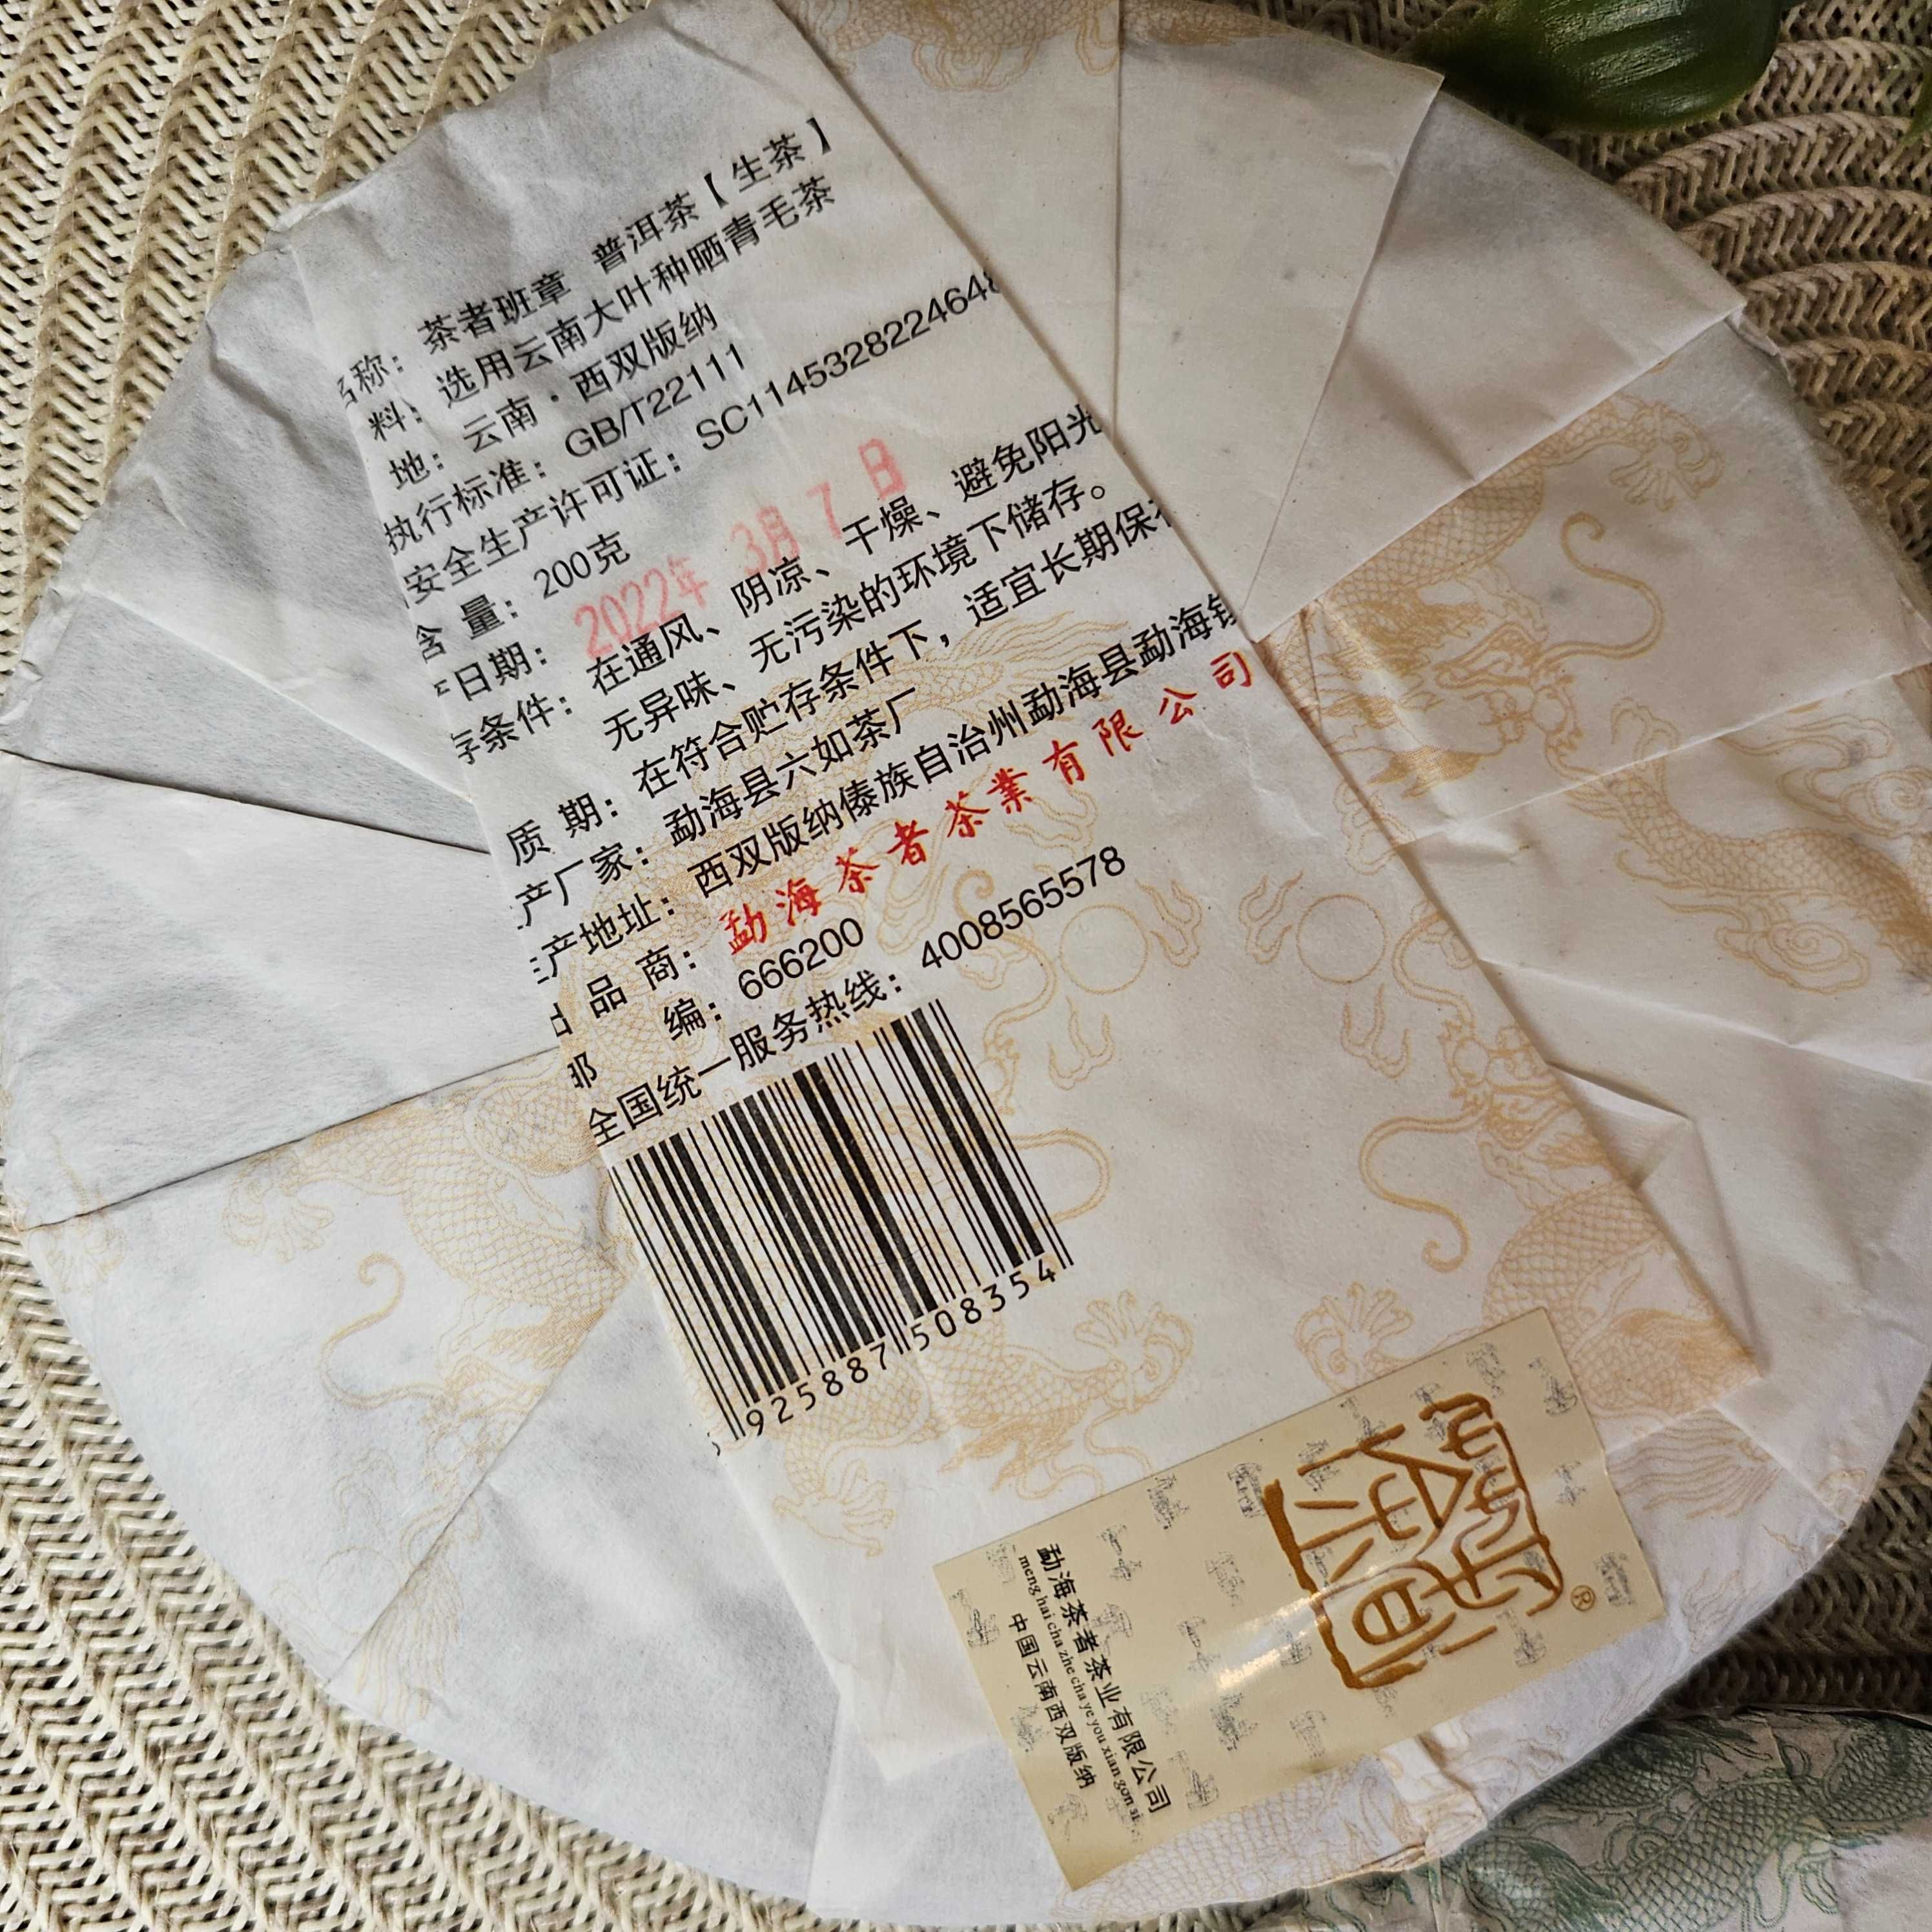 名称：茶者班章 普洱茶【生茶】
料：选用云南大叶种晒青毛茶
地：云南·西双版纳
执行标准：GB/T22111
安全生产许可证：SC1145328224648
含 量：200克
日期：2022年 3月 7日
存条件：在通风、阴凉、干燥、避免阳光
无异味、无污染的环境下储存。
质 期：在符合贮存条件下，适宜长期保存
产厂家：勐海县六如茶厂
产地址：西双版纳傣族自治州勐海县勐海镇
出 品 商：勐海茶者茶業有限公司
编：666200
全国统一服务热线：4008565578
925887 508354
®
勐海茶者茶业有限公司
meng hai cha zhe cha ye you xian gon si
中国云南西双版纳